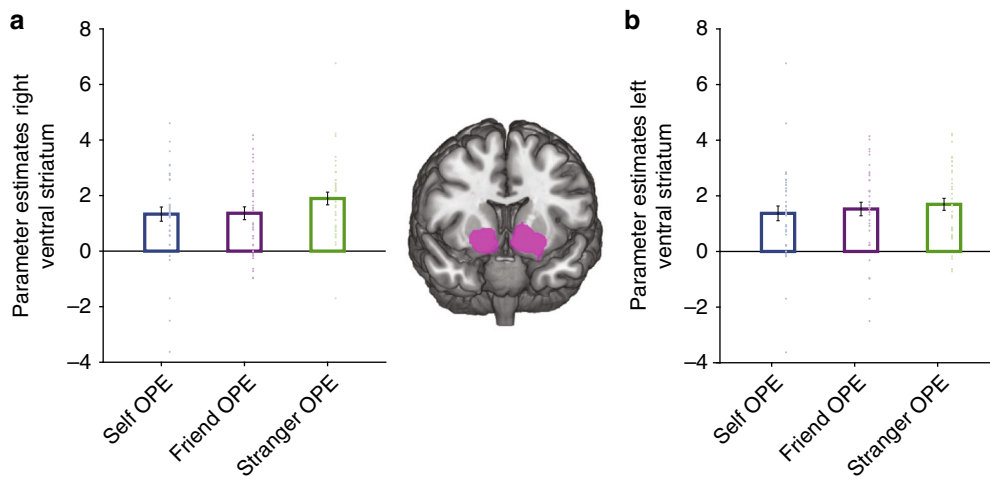 a
Parameter estimates right
ventral striatum
8
6
4
2
0
–2
–4
Self OPE
Friend OPE
Stranger OPE
b
Parameter estimates left
ventral striatum
8
6
4
2
0
–2
–4
Self OPE
Friend OPE
Stranger OPE